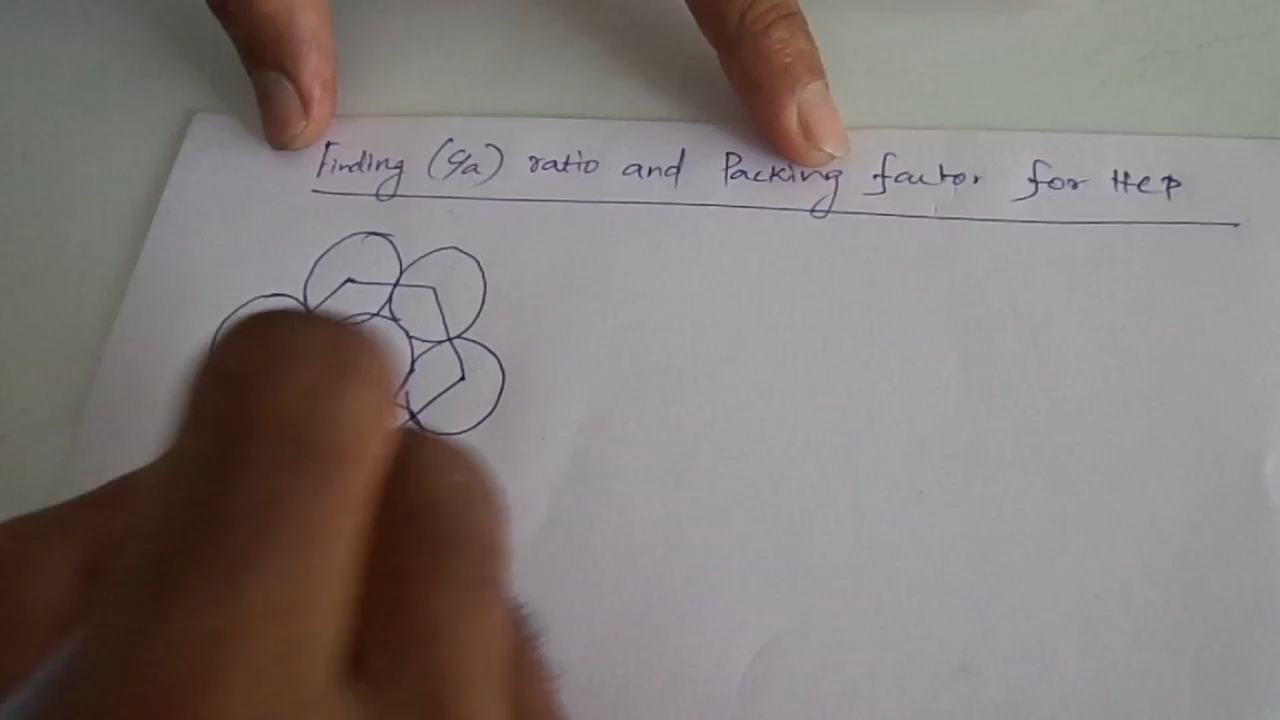 Finding (c/a) ratio and Packing factor for Hcp